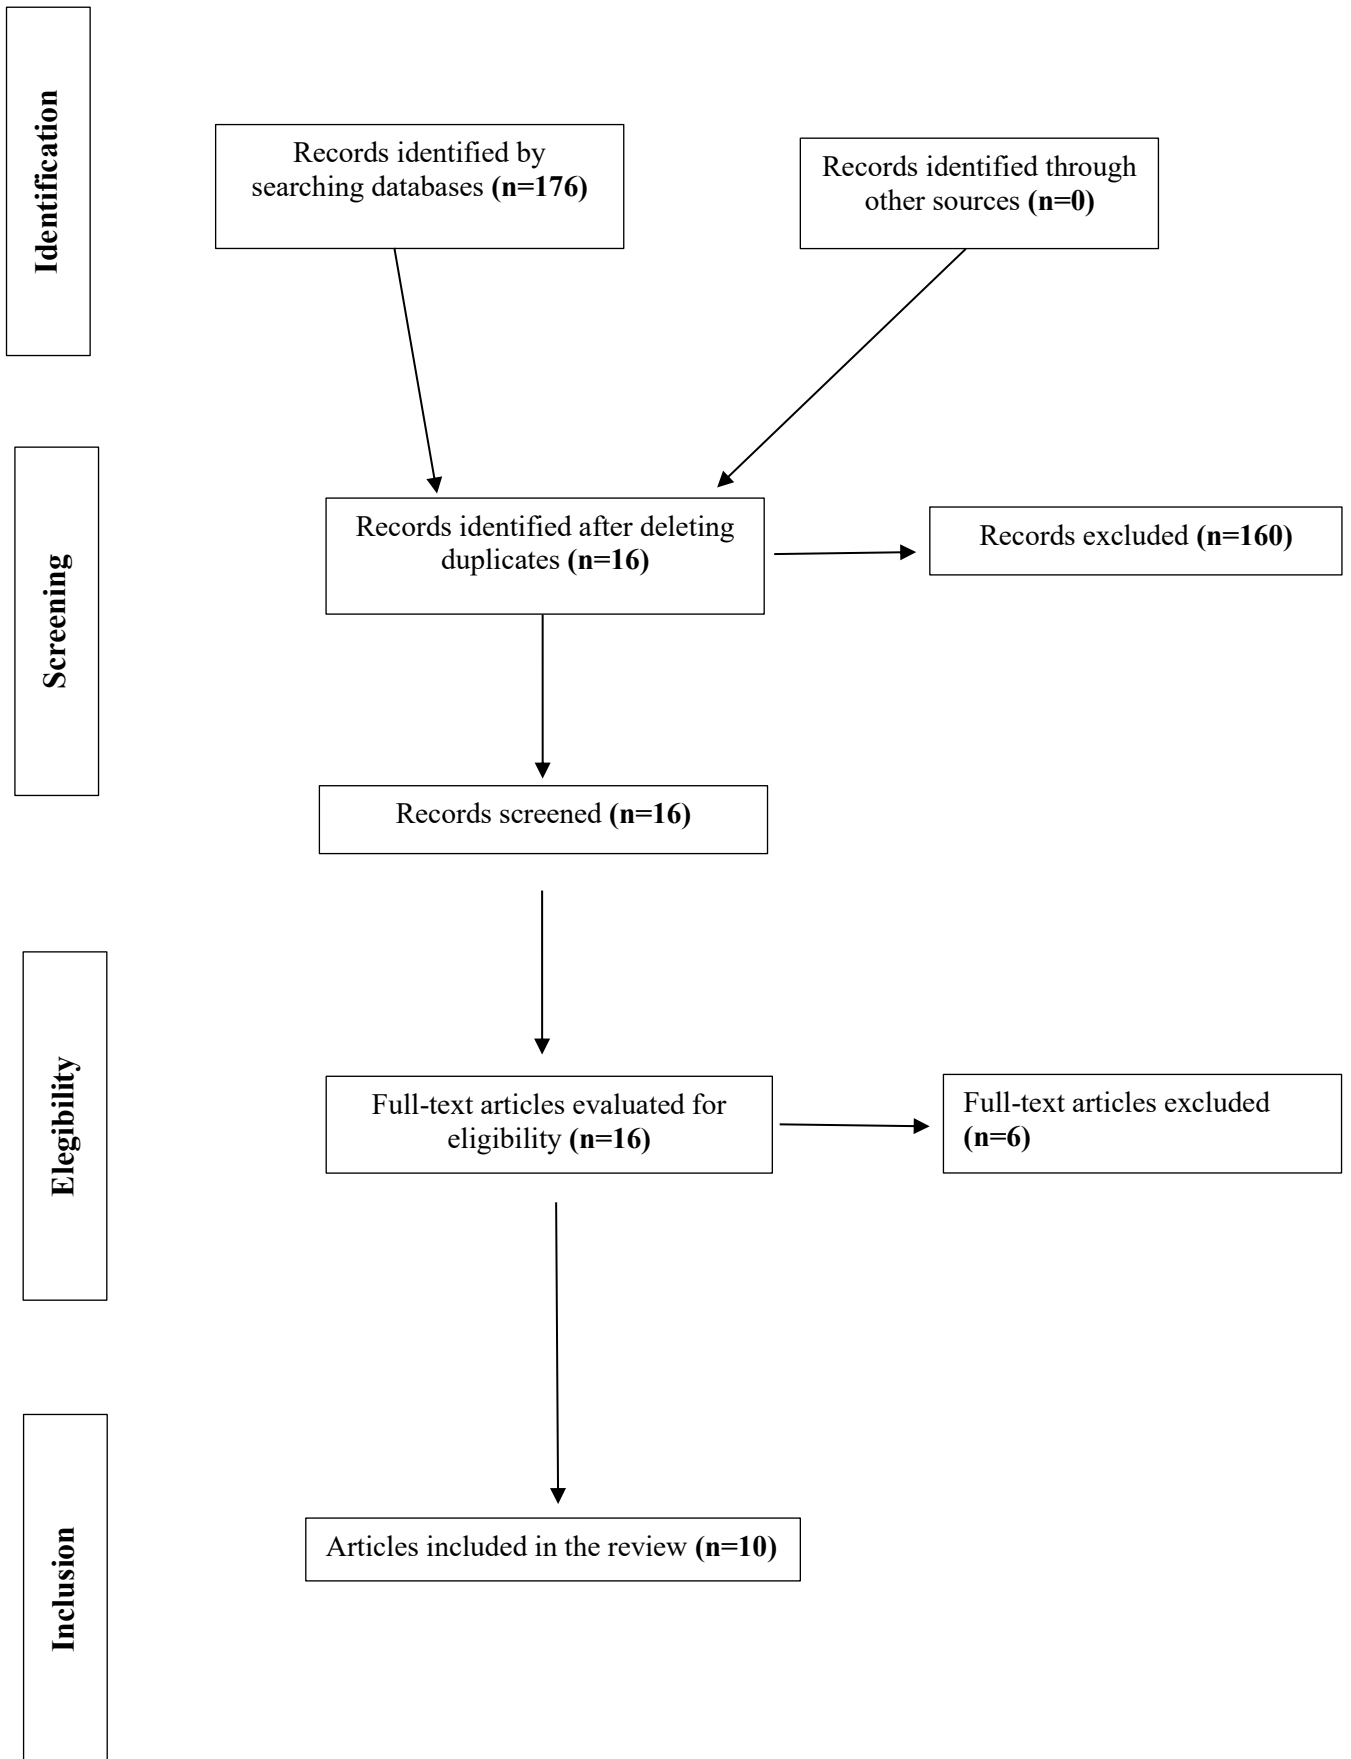 Identification
Records identified by
searching databases (n=176)
Records identified through
other sources (n=0)
Screening
Records identified after deleting
duplicates (n=16)
Records excluded (n=160)
Records screened (n=16)
Elegibility
Full-text articles evaluated for
eligibility (n=16)
Full-text articles excluded
(n=6)
Inclusion
Articles included in the review (n=10)